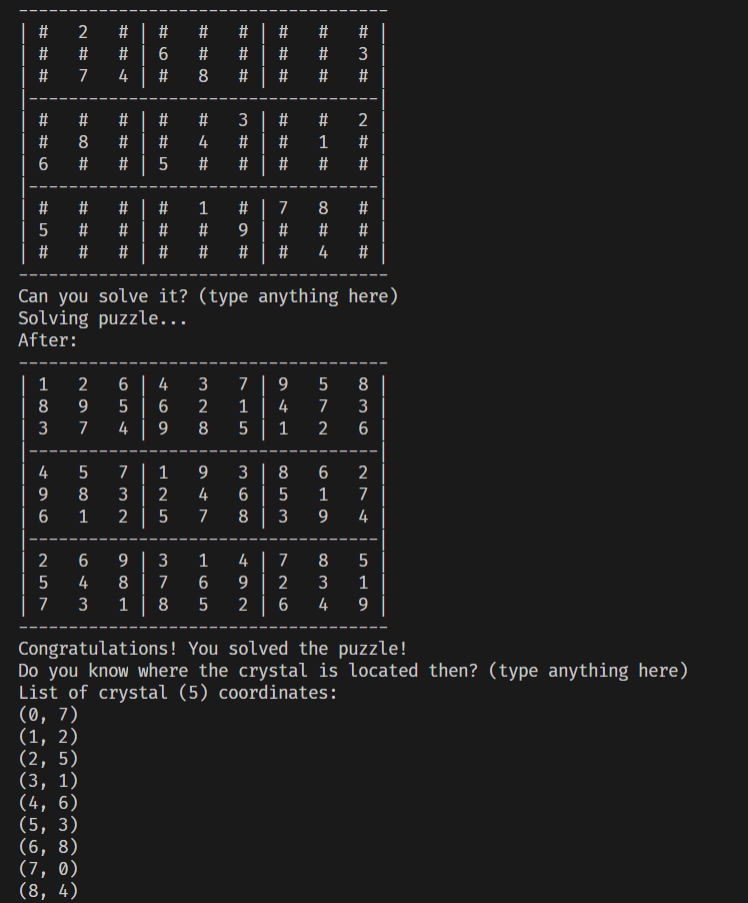 -------------------------------------
| #   2   # | #   #   # | #   #   # |
| #   #   # | 6   #   # | #   #   3 |
| #   7   4 | #   8   # | #   #   # |
|-----------------------------------|
| #   #   # | #   #   3 | #   #   2 |
| #   8   # | #   4   # | #   1   # |
| 6   #   # | 5   #   # | #   #   # |
|-----------------------------------|
| #   #   # | #   1   # | 7   8   # |
| 5   #   # | #   #   9 | #   #   # |
| #   #   # | #   #   # | #   4   # |
-------------------------------------
Can you solve it? (type anything here)
Solving puzzle...
After:
-------------------------------------
| 1   2   6 | 4   3   7 | 9   5   8 |
| 8   9   5 | 6   2   1 | 4   7   3 |
| 3   7   4 | 9   8   5 | 1   2   6 |
|-----------------------------------|
| 4   5   7 | 1   9   3 | 8   6   2 |
| 9   8   3 | 2   4   6 | 5   1   7 |
| 6   1   2 | 5   7   8 | 3   9   4 |
|-----------------------------------|
| 2   6   9 | 3   1   4 | 7   8   5 |
| 5   4   8 | 7   6   9 | 2   3   1 |
| 7   3   1 | 8   5   2 | 6   4   9 |
-------------------------------------
Congratulations! You solved the puzzle!
Do you know where the crystal is located then? (type anything here)
List of crystal (5) coordinates:
(0, 7)
(1, 2)
(2, 5)
(3, 1)
(4, 6)
(5, 3)
(6, 8)
(7, 0)
(8, 4)